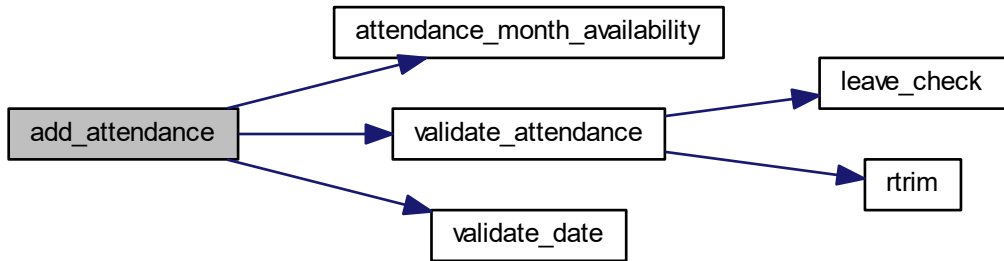 attendance_month_availability
leave_check
add_attendance
validate_attendance
rtrim
validate_date